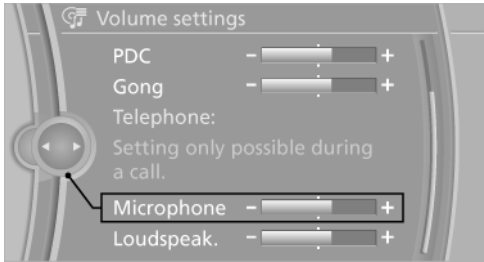 Volume settings
PDC - +
Gong - +
Telephone:
Setting only possible during
a call.
Microphone - +
Loudspeak. - +